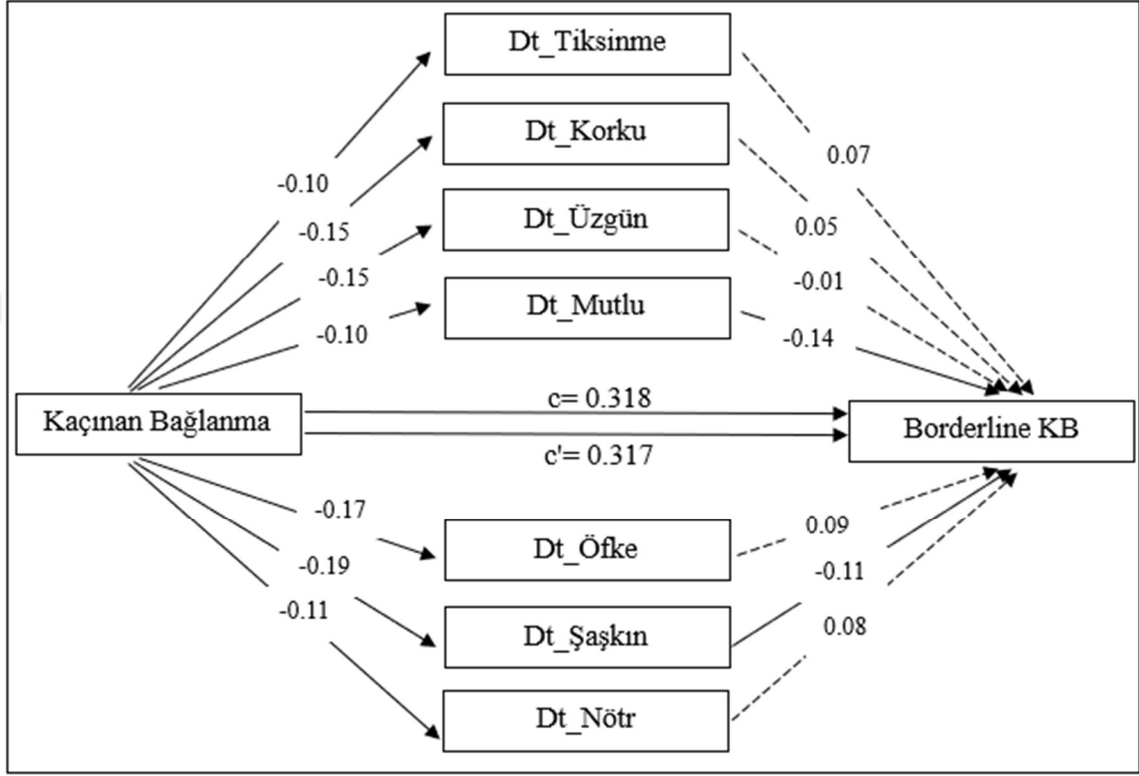 Dt_Tiksinme
Dt_Korku
Dt_Üzgün
Dt_Mutlu
-0.10
-0.15
-0.15
-0.10
0.07
0.05
-0.01
-0.14
Kaçınan Bağlanma
c= 0.318
c'= 0.317
Borderline KB
-0.17
-0.19
-0.11
Dt_Öfke
Dt_Şaşkın
Dt_Nötr
0.09
-0.11
0.08